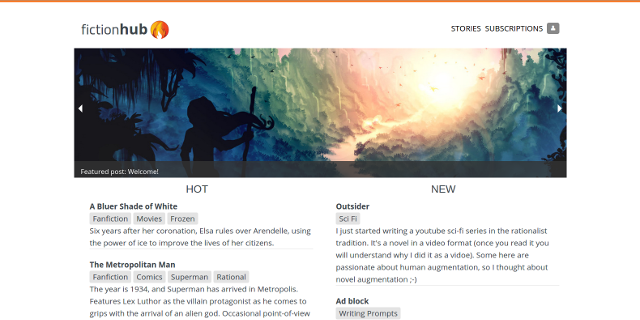 fictionhub
STORIES SUBSCRIPTIONS
Featured post: Welcome!
HOT
A Bluer Shade of White
Fanfiction Movies Frozen
Six years after her coronation, Elsa rules over Arendelle, using
the power of ice to improve the lives of her citizens.
The Metropolitan Man
Fanfiction Comics Superman Rational
The year is 1934, and Superman has arrived in Metropolis.
Features Lex Luthor as the villain protagonist as he comes to
grips with the arrival of an alien god. Occasional point-of-view
NEW
Outsider
Sci Fi
I just started writing a youtube sci-fi series in the rationalist
tradition. It's a novel in a video format (once you read it you
will understand why I did it as a vidoe). Some here are
passionate about human augmentation, so I thought about
novel augmentation ;-)
Ad block
Writing Prompts